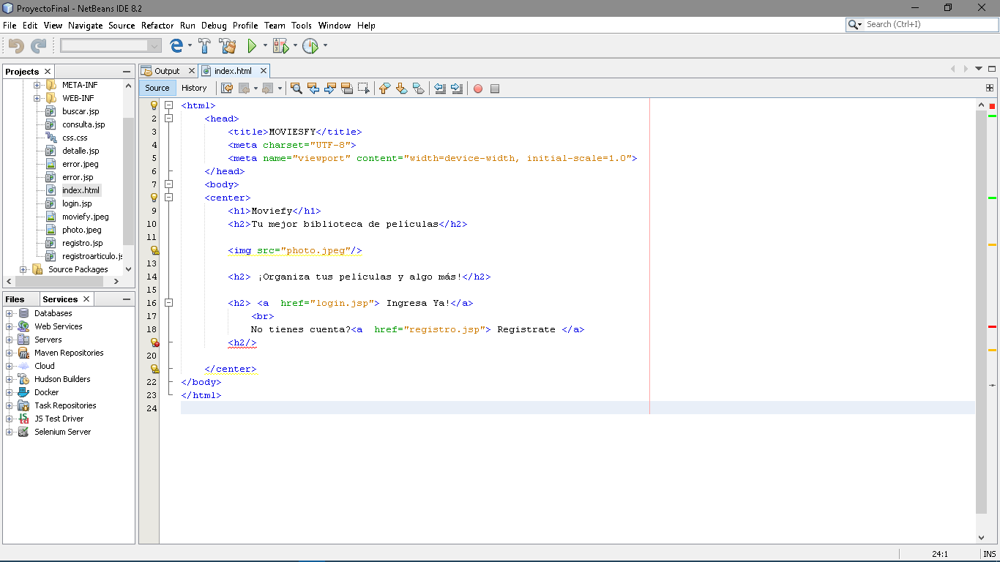 ProyectoFinal - NetBeans IDE 8.2
File Edit View Navigate Source Refactor Run Debug Profile Team Tools Window Help
Search (Ctrl+I)
Projects
META-INF
WEB-INF
buscar.jsp
consulta.jsp
css.css
detalle.jsp
error.jpeg
error.jsp
index.html
login.jsp
moviefy.jpeg
photo.jpeg
registro.jsp
registroarticulo.js
Source Packages
Files Services
Databases
Web Services
Servers
Maven Repositories
Cloud
Hudson Builders
Docker
Task Repositories
JS Test Driver
Selenium Server
Output index.html
Source History
<html>
2 <head>
3 <title>MOVIESFY</title>
4 <meta charset="UTF-8">
5 <meta name="viewport" content="width=device-width, initial-scale=1.0">
6 </head>
7 <body>
<center>
9 <h1>Moviefy</h1>
10 <h2>Tu mejor biblioteca de películas</h2>
11
<img src="photo.jpeg"/>
13
14 <h2> ¡Organiza tus películas y algo más!</h2>
15
16 <h2> <a  href="login.jsp"> Ingresa Ya!</a>
17 <br>
18 No tienes cuenta?<a  href="registro.jsp"> Registrate </a>
<h2/>
20
</center>
22 </body>
23 </html>
24
24:1 INS